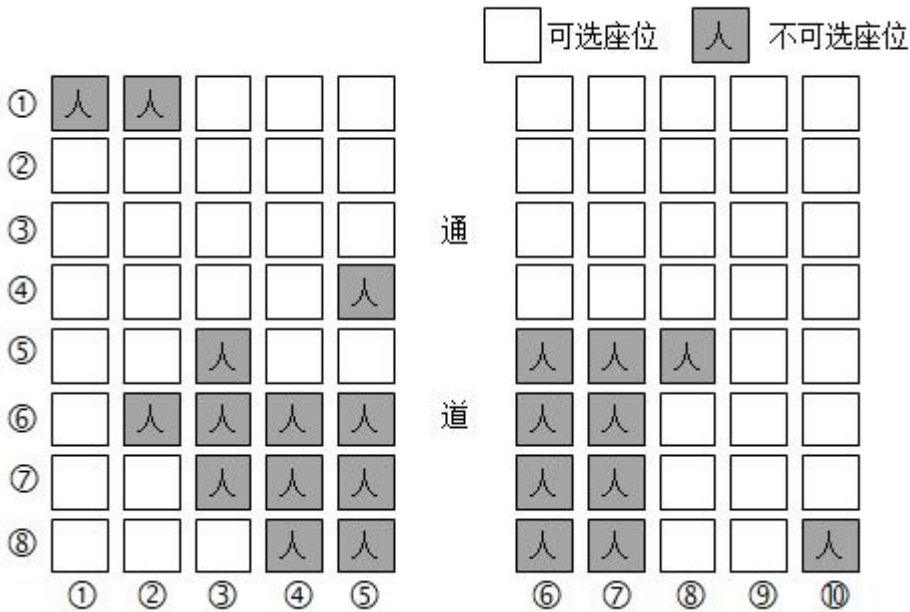 可选座位 人 不可选座位
① 人 人
②
③ 通
④ 人
⑤ 人 人 人 人
⑥ 人 人 人 人 道 人 人
⑦ 人 人 人 人 人
⑧ 人 人 人 人 人
① ② ③ ④ ⑤ ⑥ ⑦ ⑧ ⑨ ⑩